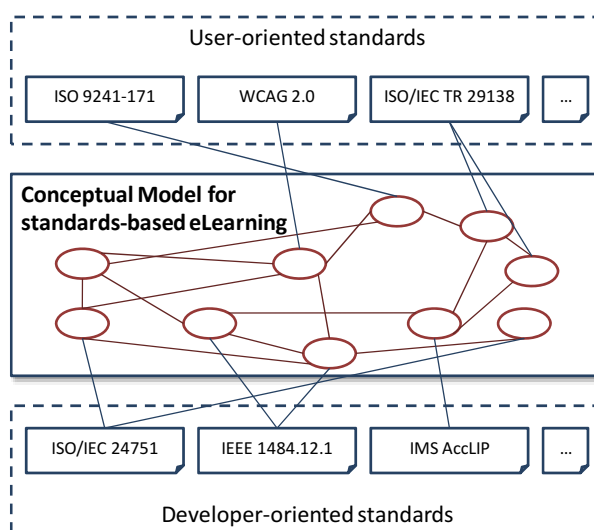 User-oriented standards
ISO 9241-171
WCAG 2.0
ISO/IEC TR 29138
...
Conceptual Model for
standards-based eLearning
ISO/IEC 24751
IEEE 1484.12.1
IMS AccLIP
...
Developer-oriented standards